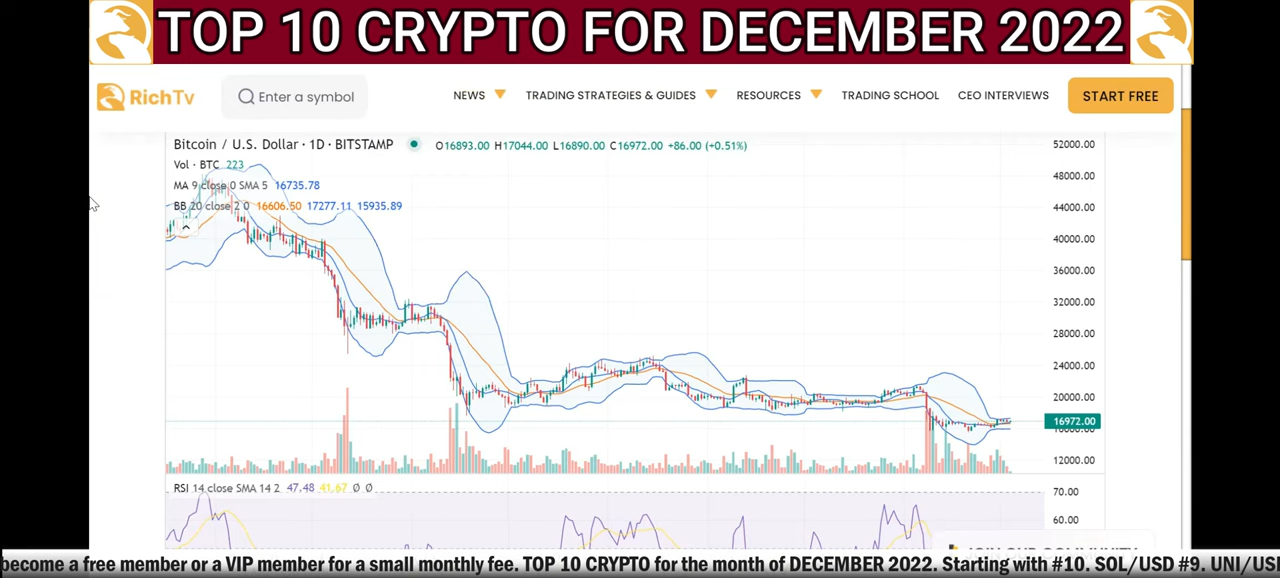 TOP 10 CRYPTO FOR DECEMBER 2022
RichTv
Enter a symbol
NEWS
TRADING STRATEGIES & GUIDES
RESOURCES
TRADING SCHOOL
CEO INTERVIEWS
START FREE
Bitcoin / U.S. Dollar · 1D · BITSTAMP
O16893.00 H17044.00 L16890.00 C16972.00 +86.00 (+0.51%)
Vol · BTC 223
MA 9 close 0 SMA 5 16735.78
BB 20 close 2 0 16606.50 17277.11 15935.89
52000.00
48000.00
44000.00
40000.00
36000.00
32000.00
28000.00
24000.00
20000.00
16972.00
16000.00
12000.00
RSI 14 close SMA 14 2 47.48 41.67 Ø Ø
70.00
60.00
JOIN OUR COMMUNITY
become a free member or a VIP member for a small monthly fee. TOP 10 CRYPTO for the month of DECEMBER 2022. Starting with #10. SOL/USD #9. UNI/US